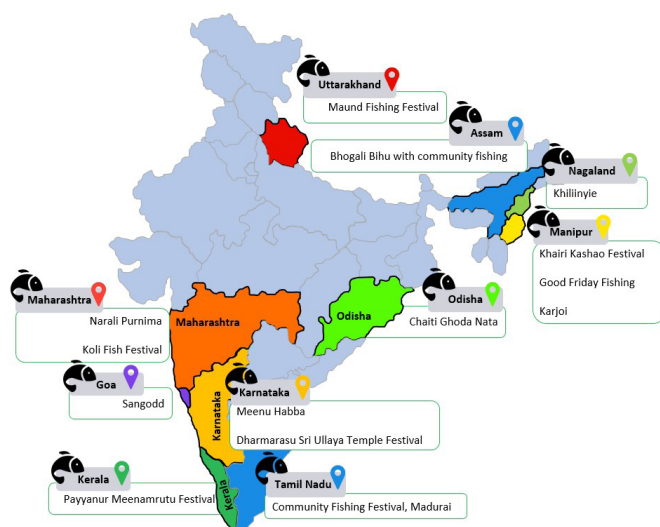 Uttarakhand
Maund Fishing Festival
Assam
Bhogali Bihu with community fishing
Nagaland
Khiliinyie
Manipur
Khairi Kashao Festival
Good Friday Fishing
Karjoi
Maharashtra
Narali Purnima
Koli Fish Festival
Maharashtra
Odisha
Odisha
Chaiti Ghoda Nata
Goa
Sangodd
Karnataka
Karnataka
Meenu Habba
Dharmarasu Sri Ullaya Temple Festival
Kerala
Payyanur Meenamrutu Festival
Kerala
Tamil Nadu
Community Fishing Festival, Madurai